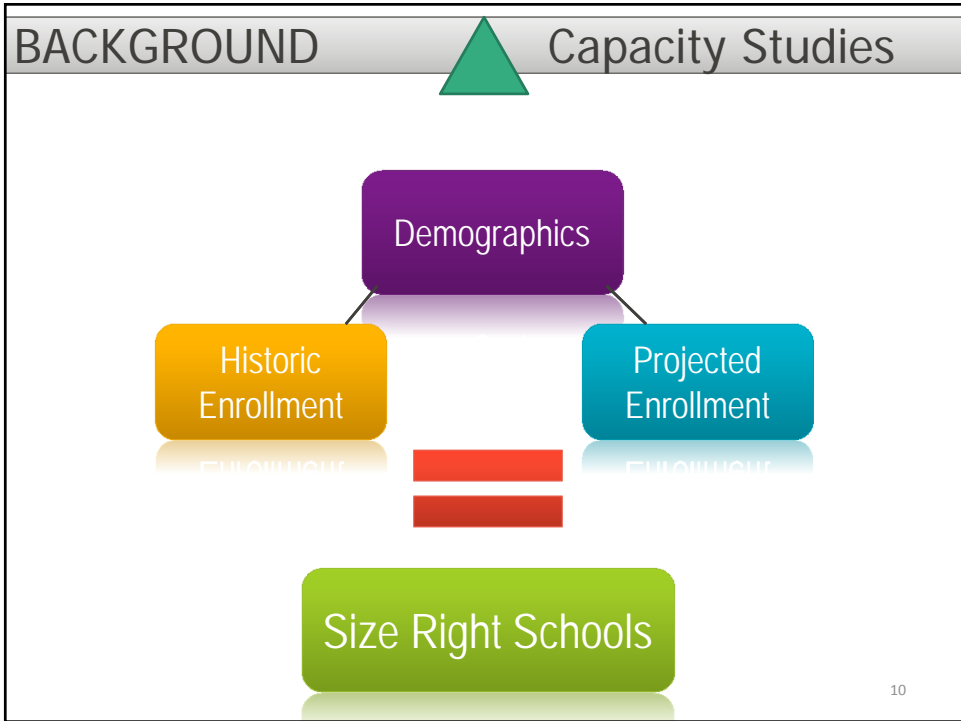 BACKGROUND Capacity Studies
Demographics
Historic
Enrollment
Projected
Enrollment
Size Right Schools
10